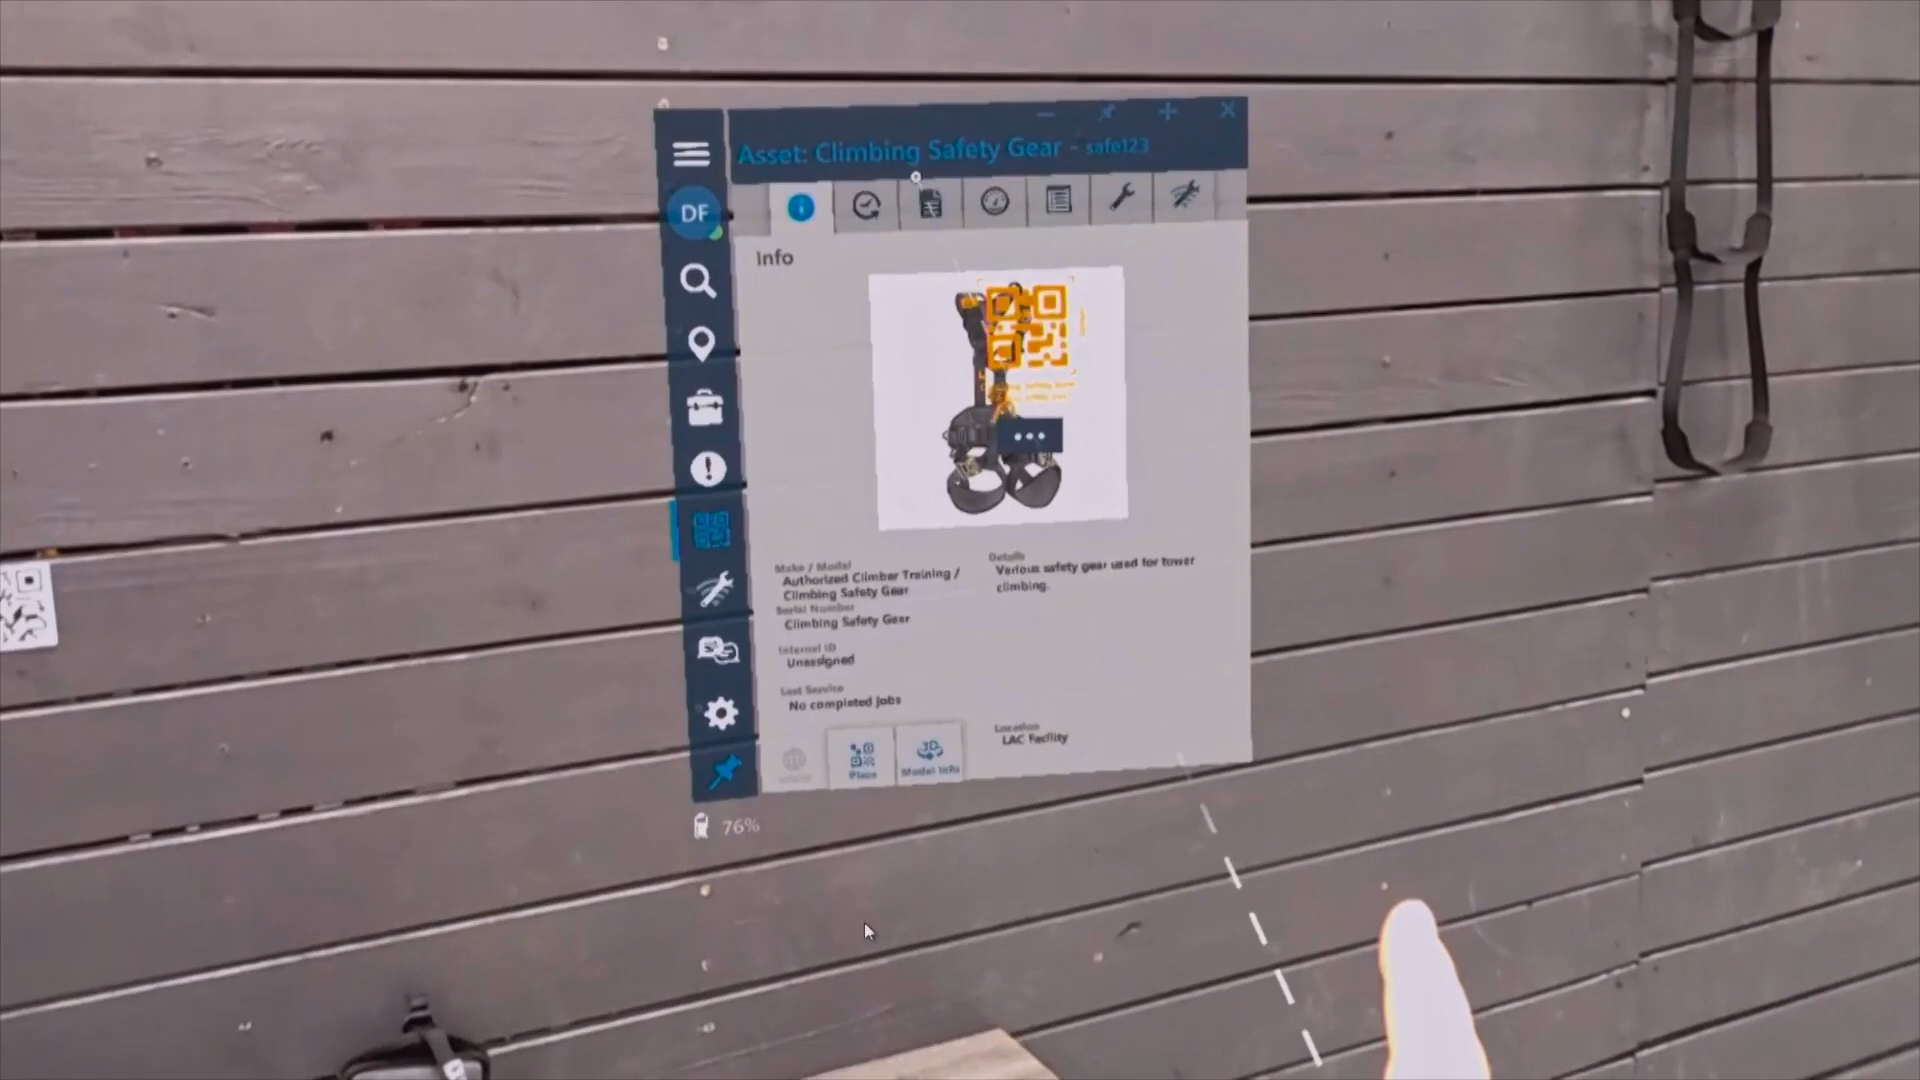 Asset: Climbing Safety Gear - safe123
DF
Info
Make / Model
Authorized Climber Training /
Climbing Safety Gear
Serial Number
Climbing Safety Gear
Internal ID
Unassigned
Last Service
No completed jobs
Details
Various safety gear used for tower
climbing.
Location
LAC Facility
Place
3D
Model Info
76%